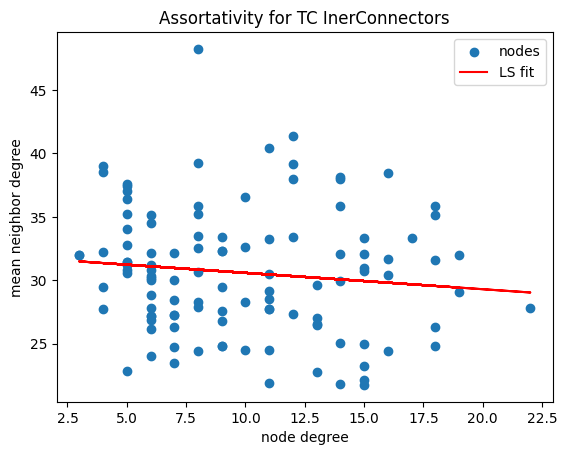 Assortativity for TC InerConnectors
nodes
LS fit
mean neighbor degree
45
40
35
30
25
2.5 5.0 7.5 10.0 12.5 15.0 17.5 20.0 22.5
node degree